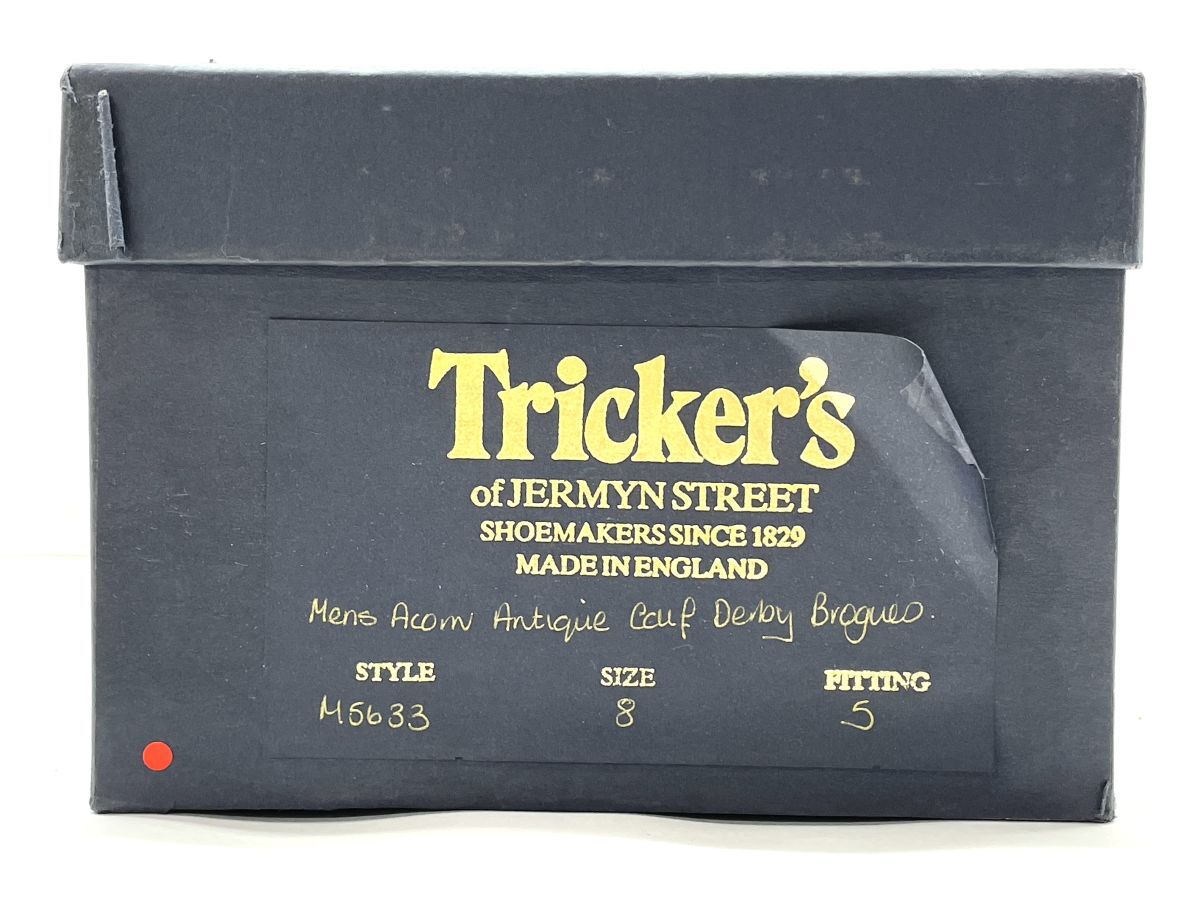 Tricker's
of JERMYN STREET
SHOEMAKERS SINCE 1829
MADE IN ENGLAND
Mens Acorn Antique Calf Derby Brogues.
STYLE SIZE FITTING
M5633 8 5